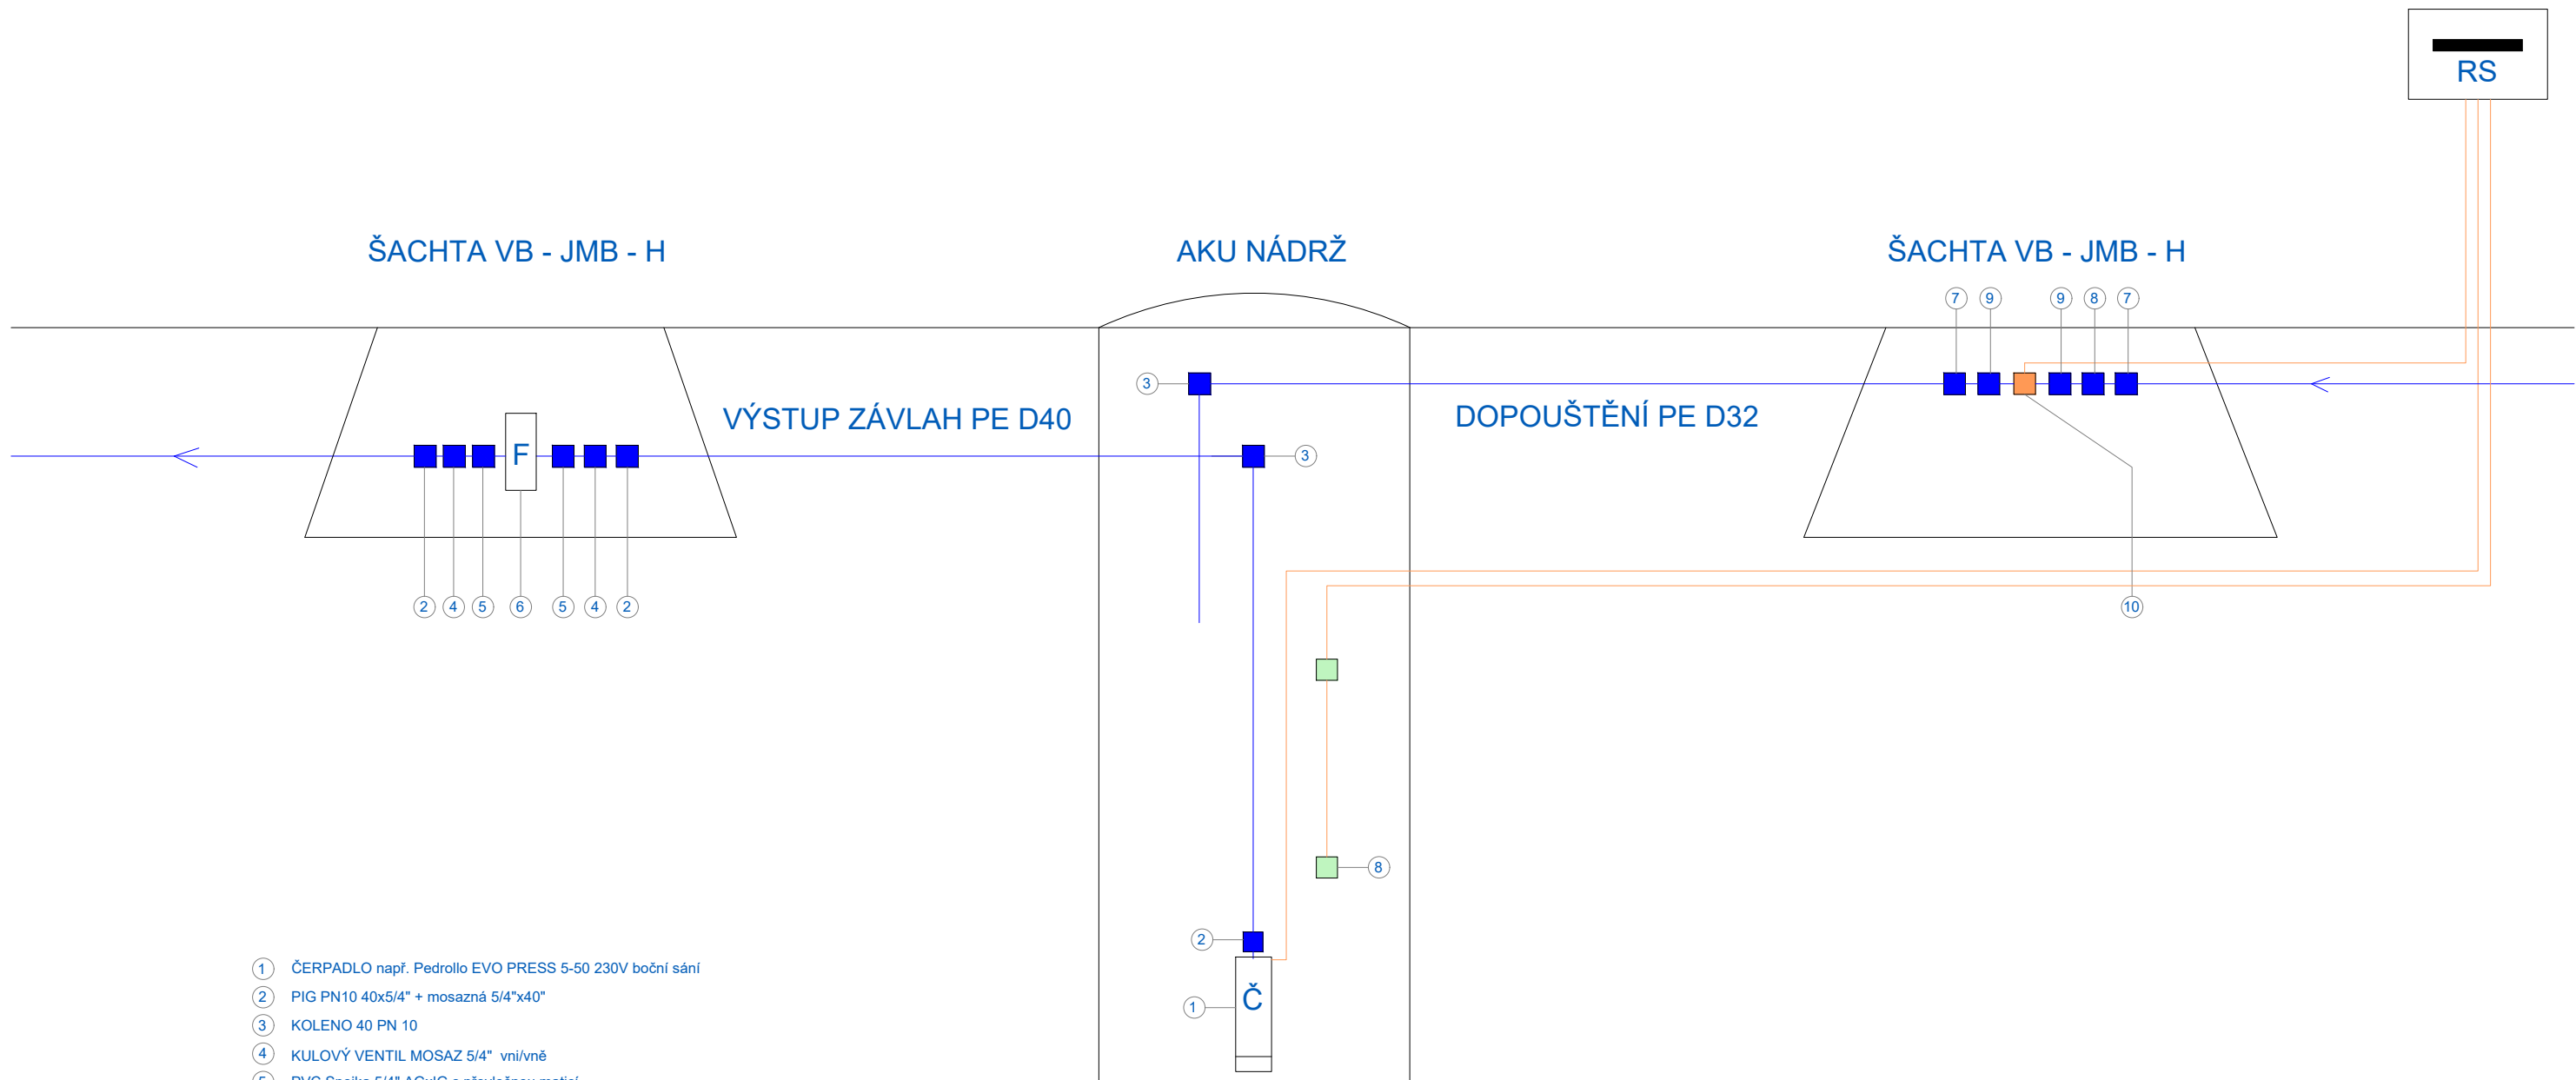 RS
ŠACHTA VB - JMB - H
AKU NÁDRŽ
ŠACHTA VB - JMB - H
7 9 9 8 7
3
VÝSTUP ZÁVLAH PE D40
DOPOUŠTĚNÍ PE D32
F
3
2 4 5 6 5 4 2
10
8
2
Č
1
1 ČERPADLO např. Pedrollo EVO PRESS 5-50 230V boční sání
2 PIG PN10 40x5/4" + mosazná 5/4"x40"
3 KOLENO 40 PN 10
4 KULOVÝ VENTIL MOSAZ 5/4" vni/vně